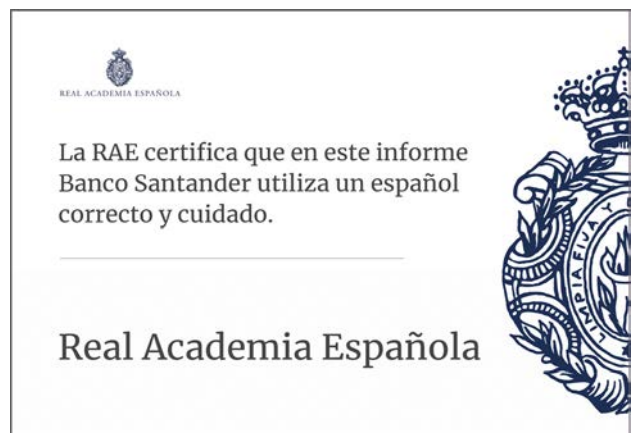 REAL ACADEMIA ESPAÑOLA
La RAE certifica que en este informe
Banco Santander utiliza un español
correcto y cuidado.
Real Academia Española
LIMPIA FIJA Y